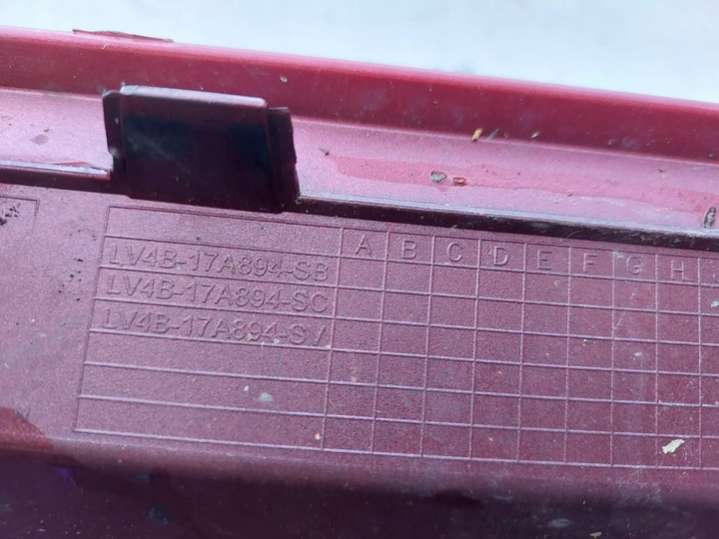 A B C D E F G H
LV4B-17A894-SB
LV4B-17A894-SC
LV4B-17A894-SV